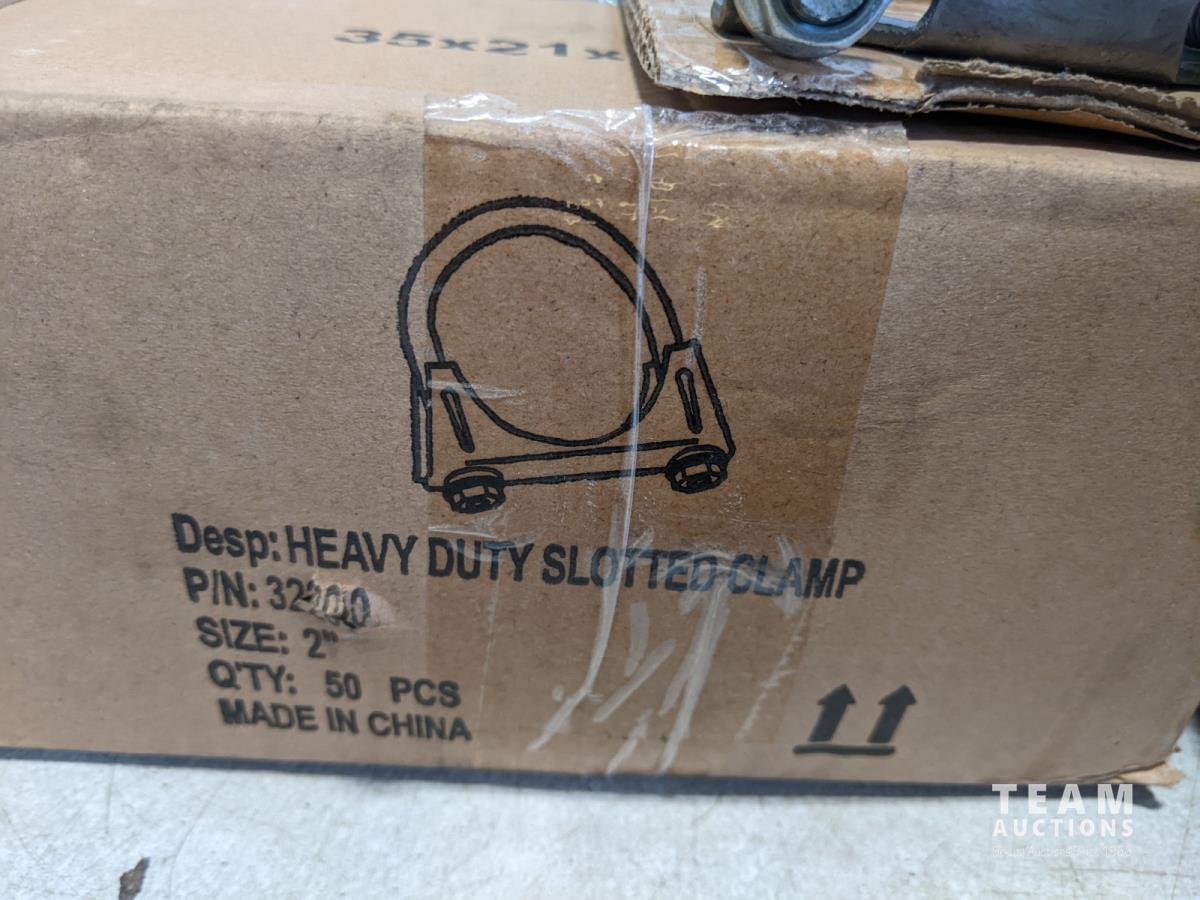 35x21x
Desp: HEAVY DUTY SLOTTED CLAMP
P/N:
SIZE: 2"
Q'TY: 50 PCS
MADE IN CHINA
TEAM
AUCTIONS